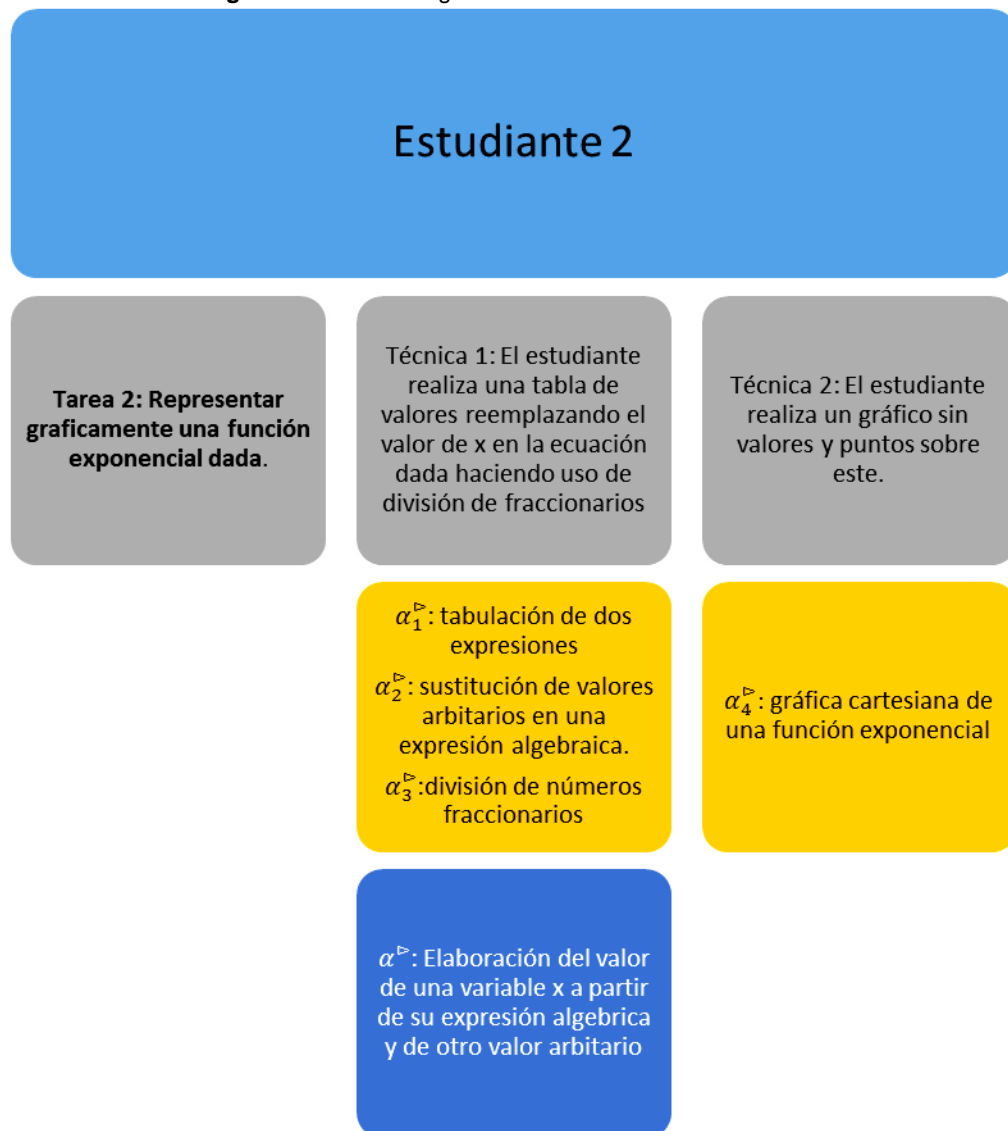 Estudiante 2
Tarea 2: Representar
graficamente una función
exponencial dada.
Técnica 1: El estudiante
realiza una tabla de
valores reemplazando el
valor de x en la ecuación
dada haciendo uso de
división de fraccionarios
Técnica 2: El estudiante
realiza un gráfico sin
valores y puntos sobre
este.
α₁▷: tabulación de dos
expresiones
α₂▷: sustitución de valores
arbitarios en una
expresión algebraica.
α₃▷:división de números
fraccionarios
α₄▷: gráfica cartesiana de
una función exponencial
α▷: Elaboración del valor
de una variable x a partir
de su expresión algebrica
y de otro valor arbitario